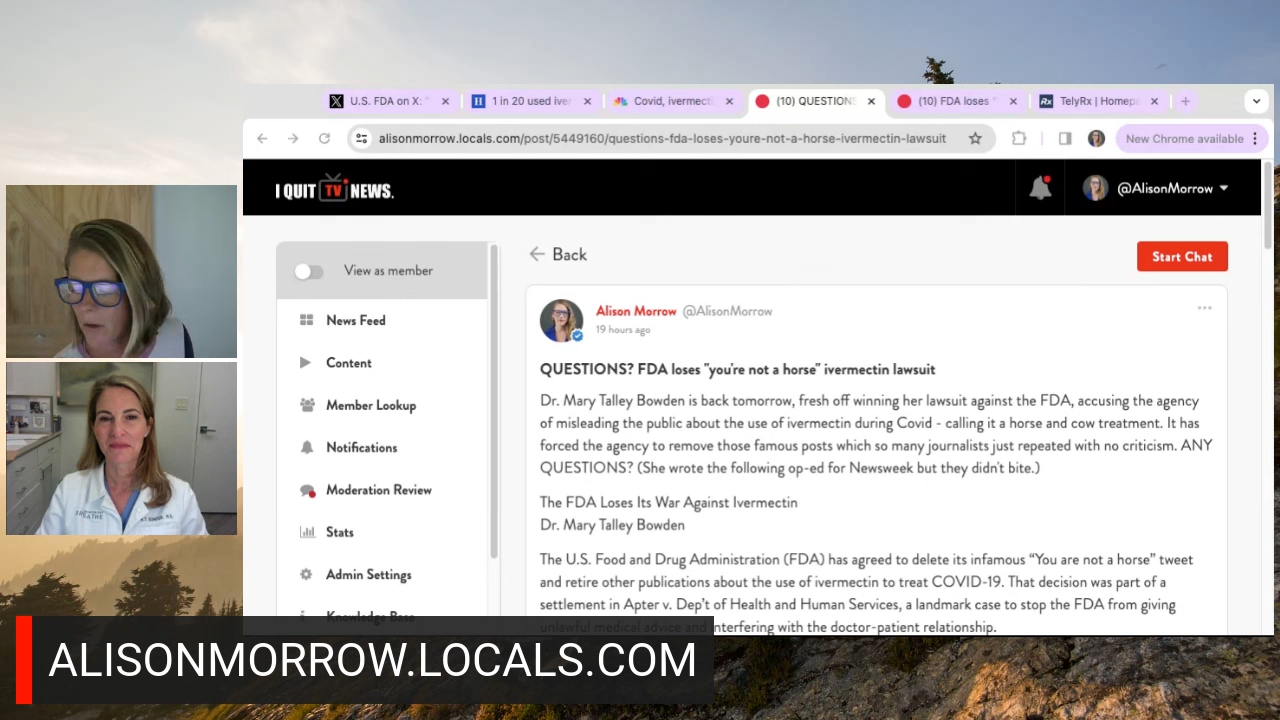 U.S. FDA on X: "
1 in 20 used iver
Covid, ivermect
(10) QUESTIONS
(10) FDA loses "
TelyRx | Homepa
alisonmorrow.locals.com/post/5449160/questions-fda-loses-youre-not-a-horse-ivermectin-lawsuit
New Chrome available
I QUIT TV NEWS.
@AlisonMorrow
View as member
News Feed
Content
Member Lookup
Notifications
Moderation Review
Stats
Admin Settings
Knowledge Base
Back
Start Chat
Alison Morrow @AlisonMorrow
19 hours ago
QUESTIONS? FDA loses "you're not a horse" ivermectin lawsuit
Dr. Mary Talley Bowden is back tomorrow, fresh off winning her lawsuit against the FDA, accusing the agency
of misleading the public about the use of ivermectin during Covid - calling it a horse and cow treatment. It has
forced the agency to remove those famous posts which so many journalists just repeated with no criticism. ANY
QUESTIONS? (She wrote the following op-ed for Newsweek but they didn't bite.)
The FDA Loses Its War Against Ivermectin
Dr. Mary Talley Bowden
The U.S. Food and Drug Administration (FDA) has agreed to delete its infamous “You are not a horse” tweet
and retire other publications about the use of ivermectin to treat COVID-19. That decision was part of a
settlement in Apter v. Dep’t of Health and Human Services, a landmark case to stop the FDA from giving
unlawful medical advice and interfering with the doctor-patient relationship.
BREATHE
ALISONMORROW.LOCALS.COM